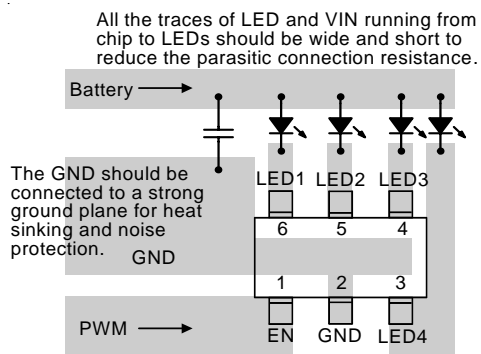 All the traces of LED and VIN running from
chip to LEDs should be wide and short to
reduce the parasitic connection resistance.
Battery
The GND should be
connected to a strong
ground plane for heat
sinking and noise
protection.
GND
LED1 LED2 LED3
6 5 4
1 2 3
PWM
EN GND LED4